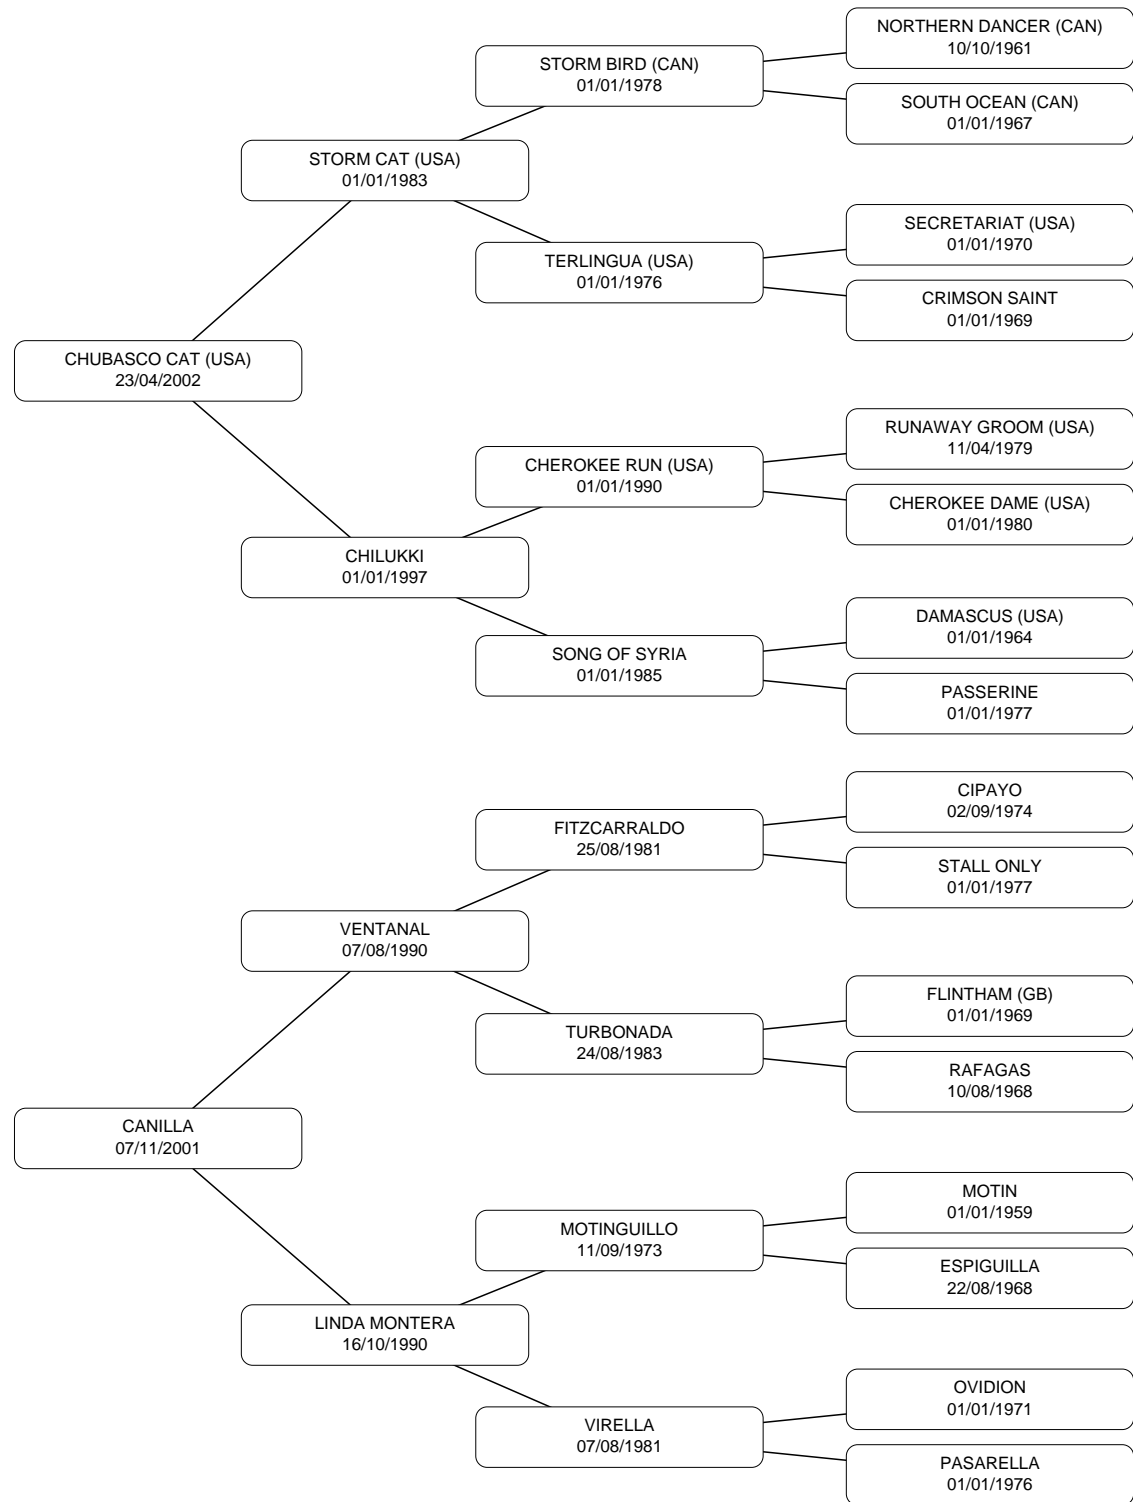 NORTHERN DANCER (CAN)
10/10/1961
STORM BIRD (CAN)
01/01/1978
SOUTH OCEAN (CAN)
01/01/1967
STORM CAT (USA)
01/01/1983
SECRETARIAT (USA)
01/01/1970
TERLINGUA (USA)
01/01/1976
CRIMSON SAINT
01/01/1969
CHUBASCO CAT (USA)
23/04/2002
RUNAWAY GROOM (USA)
11/04/1979
CHEROKEE RUN (USA)
01/01/1990
CHEROKEE DAME (USA)
01/01/1980
CHILUKKI
01/01/1997
DAMASCUS (USA)
01/01/1964
SONG OF SYRIA
01/01/1985
PASSERINE
01/01/1977
CIPAYO
02/09/1974
FITZCARRALDO
25/08/1981
STALL ONLY
01/01/1977
VENTANAL
07/08/1990
FLINTHAM (GB)
01/01/1969
TURBONADA
24/08/1983
RAFAGAS
10/08/1968
CANILLA
07/11/2001
MOTIN
01/01/1959
MOTINGUILLO
11/09/1973
ESPIGUILLA
22/08/1968
LINDA MONTERA
16/10/1990
OVIDION
01/01/1971
VIRELLA
07/08/1981
PASARELLA
01/01/1976